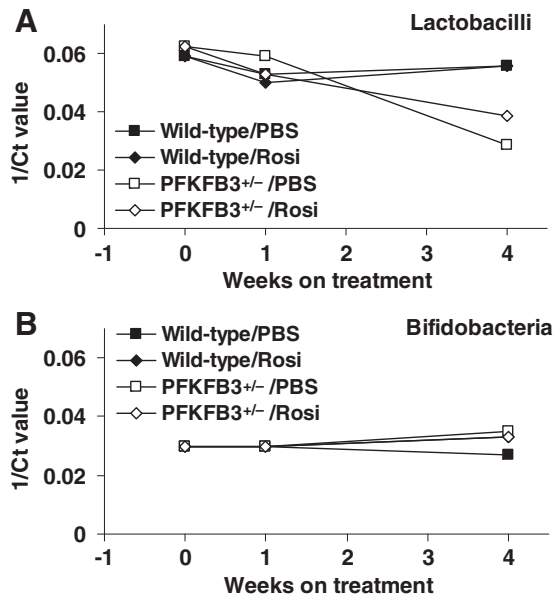 A
Lactobacilli
0.06
0.04
0.02
0
1/Ct value
Wild-type/PBS
Wild-type/Rosi
PFKFB3+/− /PBS
PFKFB3+/− /Rosi
-1 0 1 2 3 4
Weeks on treatment
B
Bifidobacteria
0.06
0.04
0.02
0
1/Ct value
Wild-type/PBS
Wild-type/Rosi
PFKFB3+/− /PBS
PFKFB3+/− /Rosi
-1 0 1 2 3 4
Weeks on treatment